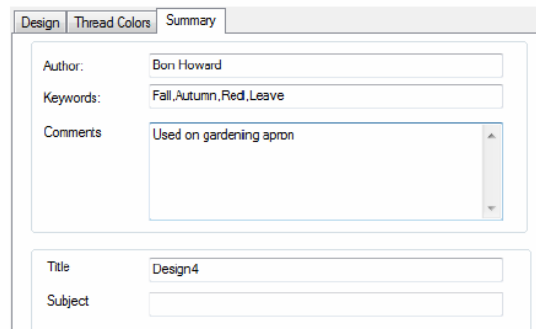 Design Thread Colors Summary
Author: Bon Howard
Keywords: Fall,Autumn,Red,Leave
Comments Used on gardening apron
Title Design4
Subject